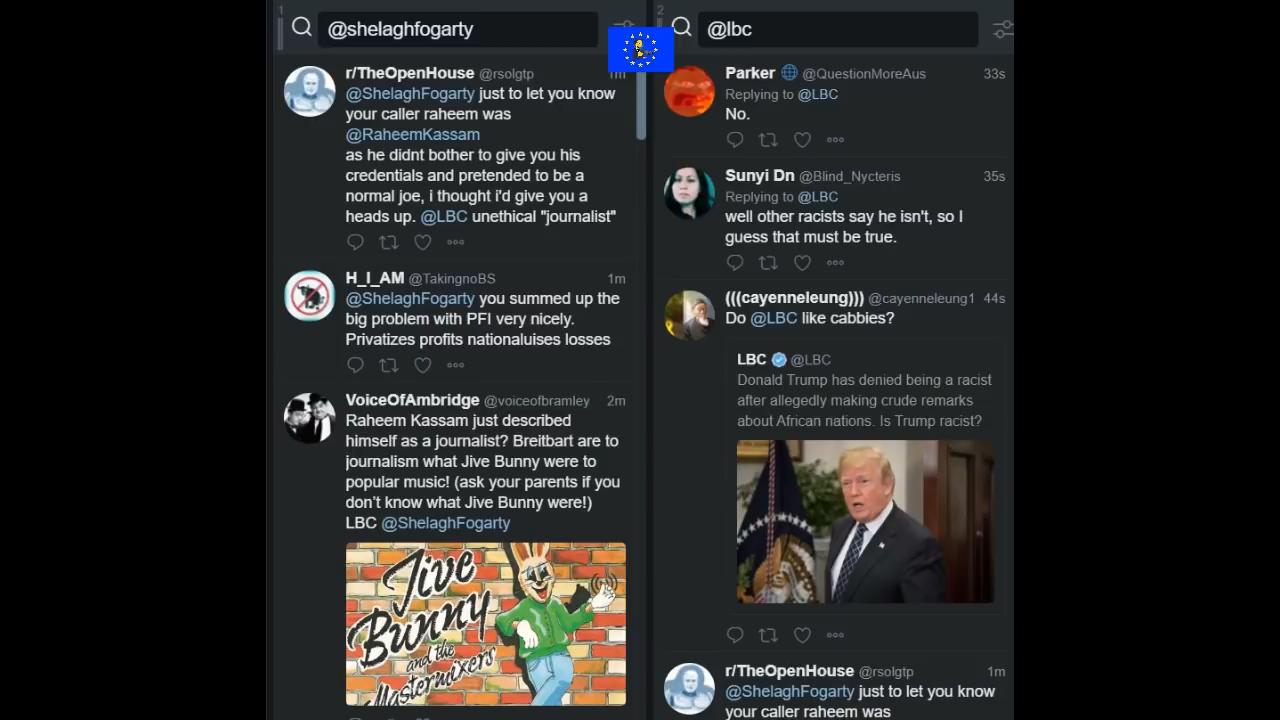 1
@shelaghfogarty
r/TheOpenHouse @rsolgtp 1m
@ShelaghFogarty just to let you know
your caller raheem was
@RaheemKassam
as he didnt bother to give you his
credentials and pretended to be a
normal joe, i thought i'd give you a
heads up. @LBC unethical "journalist"
H_I_AM @TakingnoBS 1m
@ShelaghFogarty you summed up the
big problem with PFI very nicely.
Privatizes profits nationaluises losses
VoiceOfAmbridge @voiceofbramley 2m
Raheem Kassam just described
himself as a journalist? Breitbart are to
journalism what Jive Bunny were to
popular music! (ask your parents if you
don't know what Jive Bunny were!)
LBC @ShelaghFogarty
Jive
Bunny
and the
Mastermixers
2
@lbc
Parker @QuestionMoreAus 33s
Replying to @LBC
No.
Sunyi Dn @Blind_Nycteris 35s
Replying to @LBC
well other racists say he isn't, so I
guess that must be true.
(((cayenneleung))) @cayenneleung1 44s
Do @LBC like cabbies?
LBC @LBC
Donald Trump has denied being a racist
after allegedly making crude remarks
about African nations. Is Trump racist?
r/TheOpenHouse @rsolgtp 1m
@ShelaghFogarty just to let you know
your caller raheem was